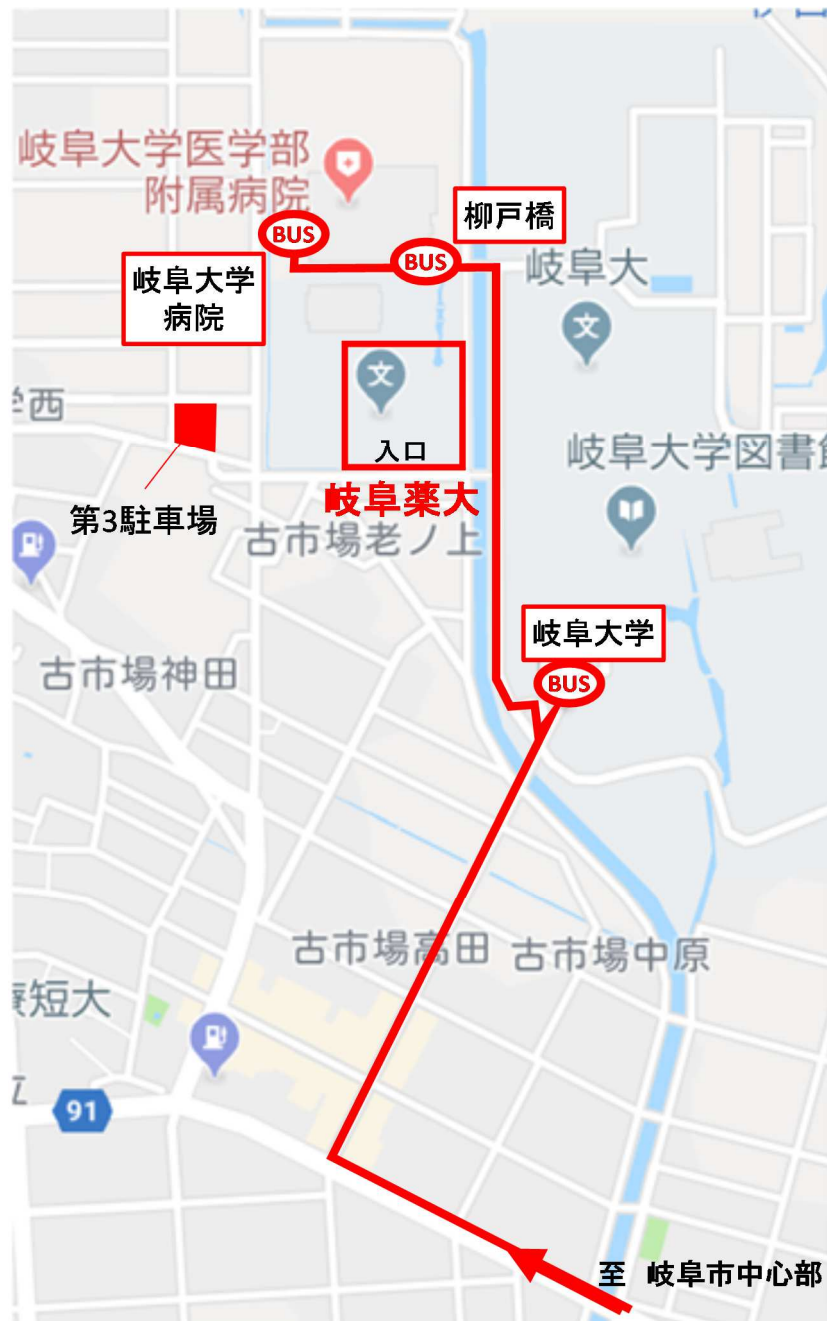 岐阜大学医学部
附属病院
BUS
柳戸橋
BUS
岐阜大学
病院
岐阜大
文
文
学西
入口
岐阜大学図書館
岐阜薬大
第3駐車場
古市場老ノ上
岐阜大学
古市場神田
BUS
古市場高田
古市場中原
療短大
91
至 岐阜市中心部